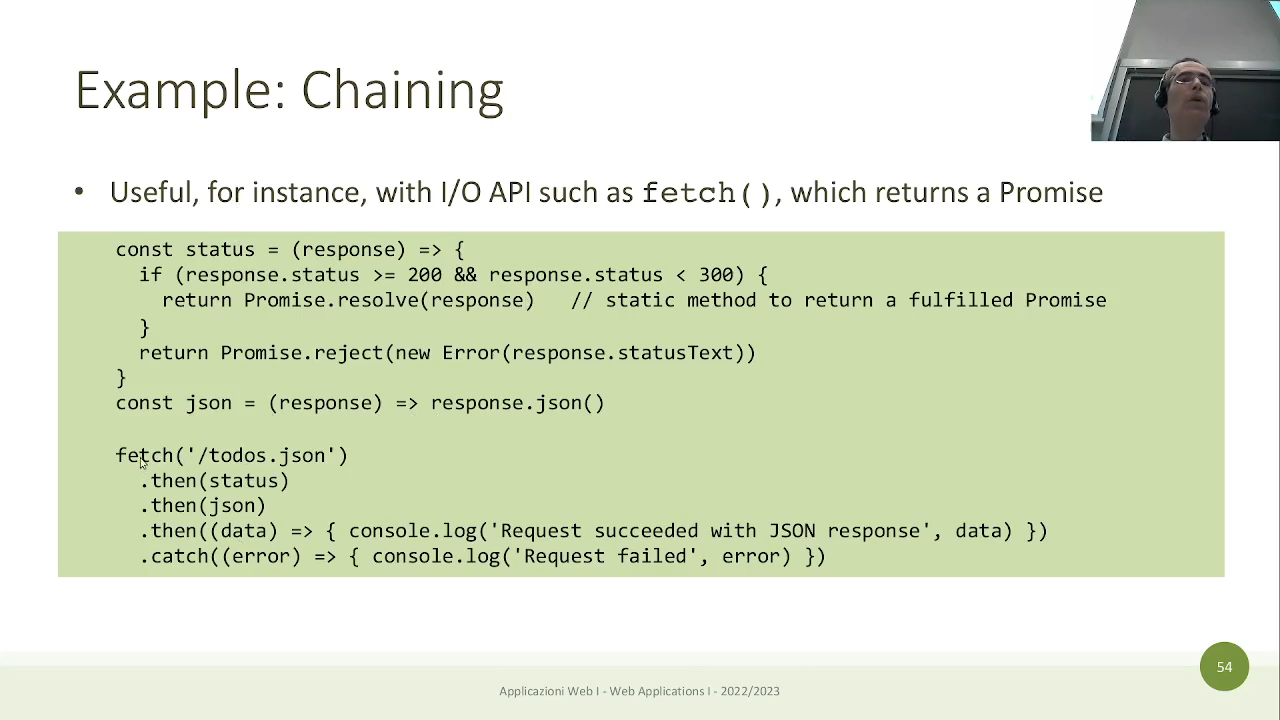 Example: Chaining
• Useful, for instance, with I/O API such as fetch(), which returns a Promise
const status = (response) => {
  if (response.status >= 200 && response.status < 300) {
    return Promise.resolve(response)   // static method to return a fulfilled Promise
  }
  return Promise.reject(new Error(response.statusText))
}
const json = (response) => response.json()
fetch('/todos.json')
  .then(status)
  .then(json)
  .then((data) => { console.log('Request succeeded with JSON response', data) })
  .catch((error) => { console.log('Request failed', error) })
54
Applicazioni Web I - Web Applications I - 2022/2023